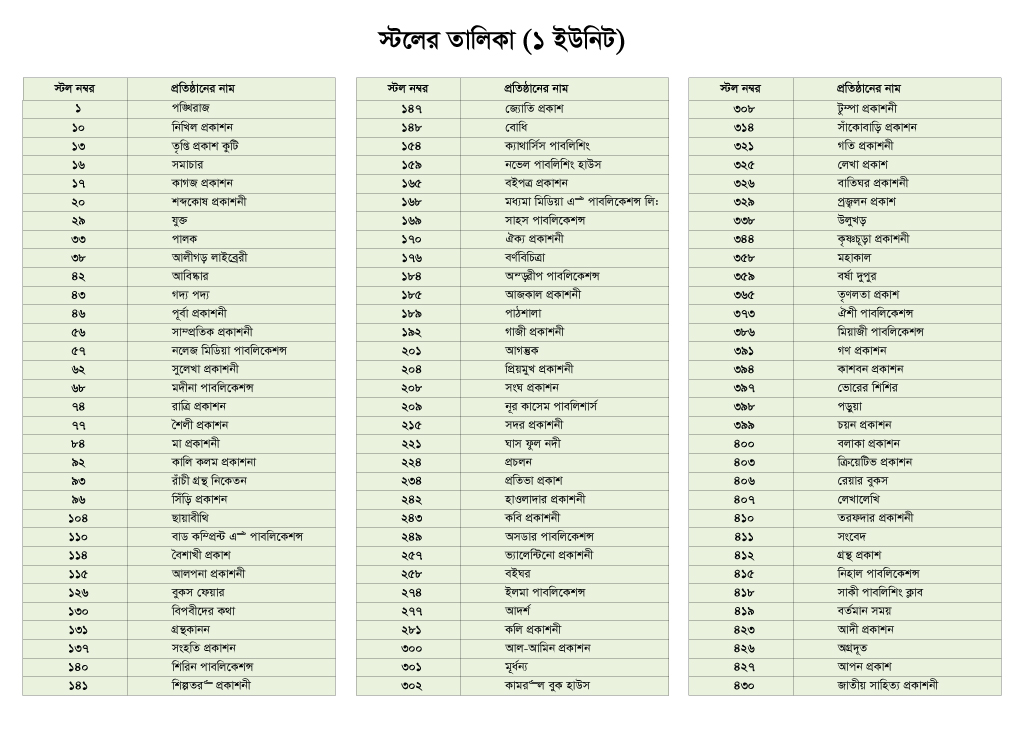 স্টলের তালিকা (১ ইউনিট)
স্টল নম্বর প্রতিষ্ঠানের নাম
১ পঙ্খিরাজ
১০ নিখিল প্রকাশন
১৩ তৃপ্তি প্রকাশ কুটি
১৬ সমাচার
১৭ কাগজ প্রকাশন
২০ শব্দকোষ প্রকাশনী
২৯ যুক্ত
৩৩ পালক
৩৮ আলীগড় লাইব্রেরী
৪২ আবিষ্কার
৪৩ গদ্য পদ্য
৪৬ পূর্বা প্রকাশনী
৫৬ সাম্প্রতিক প্রকাশনী
৫৭ নলেজ মিডিয়া পাবলিকেশন্স
৬২ সুলেখা প্রকাশনী
৬৮ মদীনা পাবলিকেশন্স
৭৪ রাত্রি প্রকাশন
৭৭ শৈলী প্রকাশন
৮৪ মা প্রকাশনী
৯২ কালি কলম প্রকাশনা
৯৩ রাঁচী গ্রন্থ নিকেতন
৯৬ সিঁড়ি প্রকাশন
১০৪ ছায়াবীথি
১১০ বাড কম্প্রিন্ট পাবলিকেশন্স
১১৪ বৈশাখী প্রকাশ
১১৫ আলপনা প্রকাশনী
১২৬ বুকস ফেয়ার
১৩০ বিপবীদের কথা
১৩১ গ্রন্থকানন
১৩৭ সংহতি প্রকাশন
১৪০ শিরিন পাবলিকেশন্স
১৪১ প্রকাশনী
স্টল নম্বর প্রতিষ্ঠানের নাম
১৪৭ জ্যোতি প্রকাশ
১৪৮ বোধি
১৫৪ ক্যাথার্সিস পাবলিশিং
১৫৯ নভেল পাবলিশিং হাউস
১৬৫ বইপত্র প্রকাশন
১৬৮ মধ্যমা মিডিয়া পাবলিকেশন্স লি:
১৬৯ সাহস পাবলিকেশন্স
১৭০ ঐক্য প্রকাশনী
১৭৬ বর্ণবিচিত্রা
১৮৪ পাবলিকেশন্স
১৮৫ আজকাল প্রকাশনী
১৮৯ পাঠশালা
১৯২ গাজী প্রকাশনী
২০১ আগন্তুক
২০৪ প্রিয়মুখ প্রকাশনী
২০৮ সংঘ প্রকাশন
২০৯ নূর কাসেম পাবলিশার্স
২১৫ সদর প্রকাশনী
২২১ ঘাস ফুল নদী
২২৪ প্রচলন
২৩৪ প্রতিভা প্রকাশ
২৪২ হাওলাদার প্রকাশনী
২৪৩ কবি প্রকাশনী
২৪৯ অসডার পাবলিকেশন্স
২৫৭ ভ্যালেন্টিনো প্রকাশনী
২৫৮ বইঘর
২৭৪ ইলমা পাবলিকেশন্স
২৭৭ আদর্শ
২৮১ কলি প্রকাশনী
৩০০ আল-আমিন প্রকাশন
৩০১ মূর্ধন্য
৩০২ বুক হাউস
স্টল নম্বর প্রতিষ্ঠানের নাম
৩০৮ টুম্পা প্রকাশনী
৩১৪ সাঁকোবাড়ি প্রকাশন
৩২১ গতি প্রকাশনী
৩২৫ লেখা প্রকাশ
৩২৬ বাতিঘর প্রকাশনী
৩২৯ প্রজ্বলন প্রকাশ
৩৩৮ উলুখড়
৩৪৪ কৃষ্ণচূড়া প্রকাশনী
৩৫৮ মহাকাল
৩৫৯ বর্ষা দুপুর
৩৬৫ তৃণলতা প্রকাশ
৩৭৩ ঐশী পাবলিকেশন্স
৩৮৬ মিয়াজী পাবলিকেশন্স
৩৯১ গণ প্রকাশন
৩৯৪ কাশবন প্রকাশন
৩৯৭ ভোরের শিশির
৩৯৮ পড়ুয়া
৩৯৯ চয়ন প্রকাশন
৪০০ বলাকা প্রকাশন
৪০৩ ক্রিয়েটিভ প্রকাশন
৪০৬ রেয়ার বুকস
৪০৭ লেখালেখি
৪১০ তরফদার প্রকাশনী
৪১১ সংবেদ
৪১২ গ্রন্থ প্রকাশ
৪১৫ নিহাল পাবলিকেশন্স
৪১৮ সাকী পাবলিশিং ক্লাব
৪১৯ বর্তমান সময়
৪২৩ আদী প্রকাশন
৪২৬ অগ্রদূত
৪২৭ আপন প্রকাশ
৪৩০ জাতীয় সাহিত্য প্রকাশনী